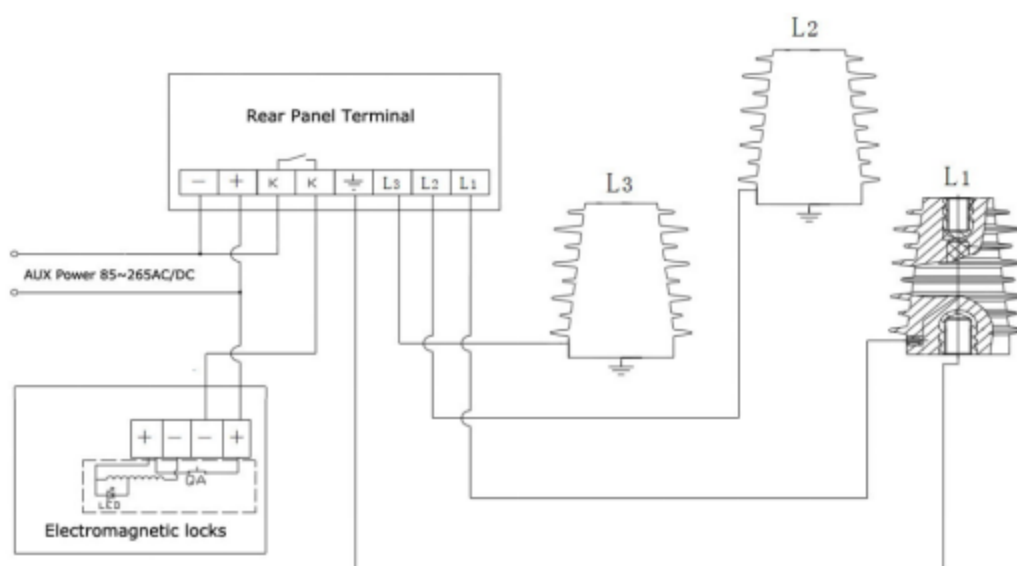 L2
Rear Panel Terminal
L3
L1
− + K K L3 L2 L1
AUX Power 85~265AC/DC
+ − − +
QA
LED
Electromagnetic locks